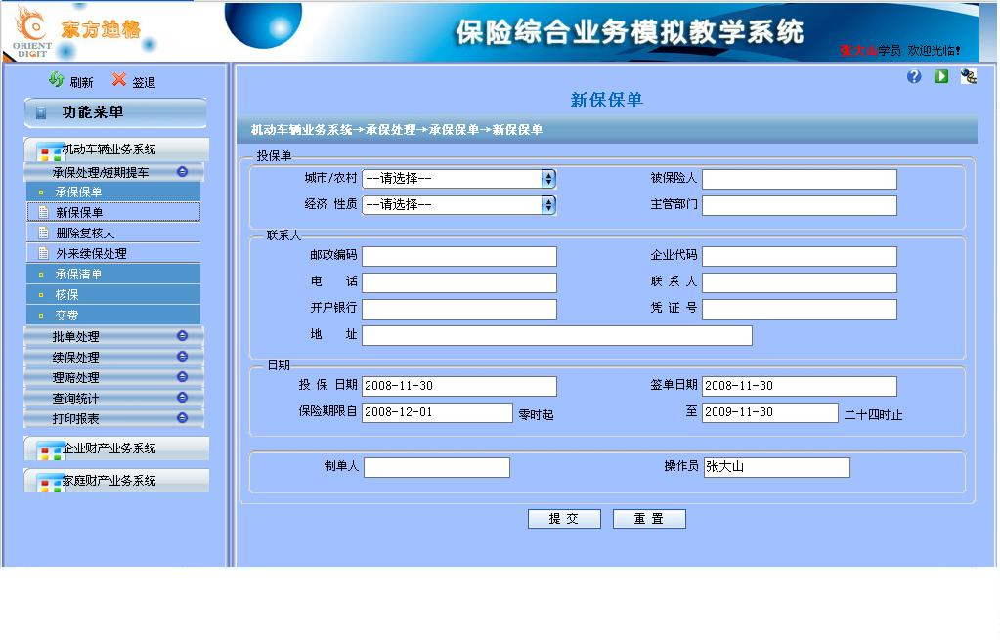 东方迪格
ORIENT
DIGIT
保险综合业务模拟教学系统
张大山学员,欢迎光临!
刷新 签退
功能菜单
机动车辆业务系统
承保处理/短期提车
承保保单
新保保单
删除复核人
外来续保处理
承保清单
核保
交费
批单处理
续保处理
理赔处理
查询统计
打印报表
企业财产业务系统
家庭财产业务系统
新保保单
机动车辆业务系统→承保处理→承保保单→新保保单
投保单
城市/农村 --请选择-- 被保险人
经济 性质 --请选择-- 主管部门
联系人
邮政编码 企业代码
电 话 联 系 人
开户银行 凭 证 号
地 址
日期
投 保 日期 2008-11-30 签单日期 2008-11-30
保险期限自 2008-12-01 零时起 至 2009-11-30 二十四时止
制单人 操作员 张大山
提 交 重 置